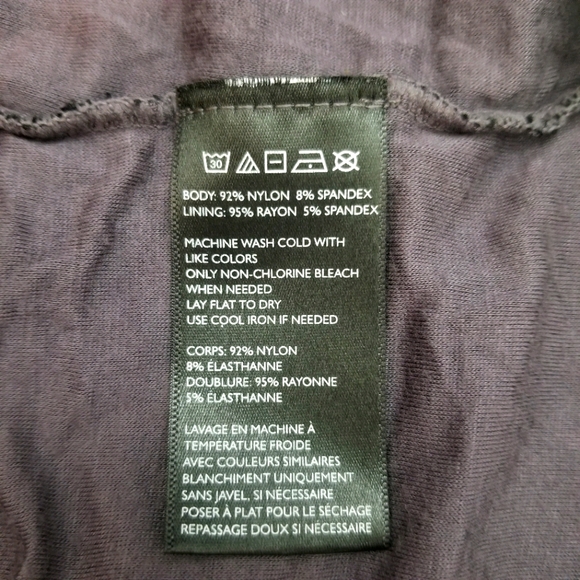 30
BODY: 92% NYLON 8% SPANDEX
LINING: 95% RAYON 5% SPANDEX
MACHINE WASH COLD WITH
LIKE COLORS
ONLY NON-CHLORINE BLEACH
WHEN NEEDED
LAY FLAT TO DRY
USE COOL IRON IF NEEDED
CORPS: 92% NYLON
8% ÉLASTHANNE
DOUBLURE: 95% RAYONNE
5% ÉLASTHANNE
LAVAGE EN MACHINE À
TEMPÉRATURE FROIDE
AVEC COULEURS SIMILAIRES
BLANCHIMENT UNIQUEMENT
SANS JAVEL, SI NÉCESSAIRE
POSER À PLAT POUR LE SÉCHAGE
REPASSAGE DOUX SI NÉCESSAIRE